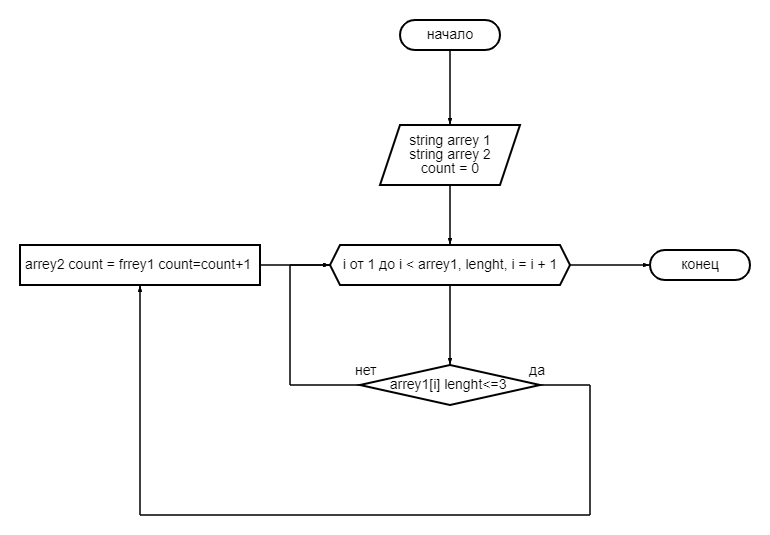 начало
string arrey 1
string arrey 2
count = 0
arrey2 count = frrey1 count=count+1
i от 1 до i < arrey1, lenght, i = i + 1
конец
нет
да
arrey1[i] lenght<=3